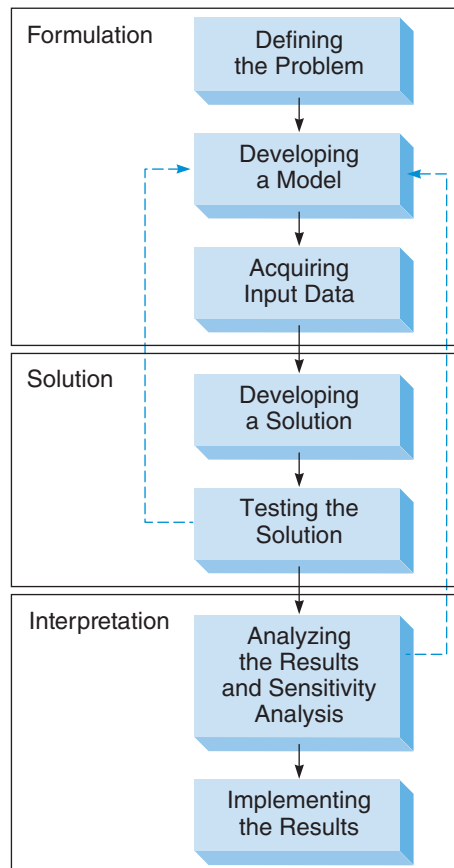 Formulation
Defining
the Problem
Developing
a Model
Acquiring
Input Data
Solution
Developing
a Solution
Testing the
Solution
Interpretation
Analyzing
the Results
and Sensitivity
Analysis
Implementing
the Results